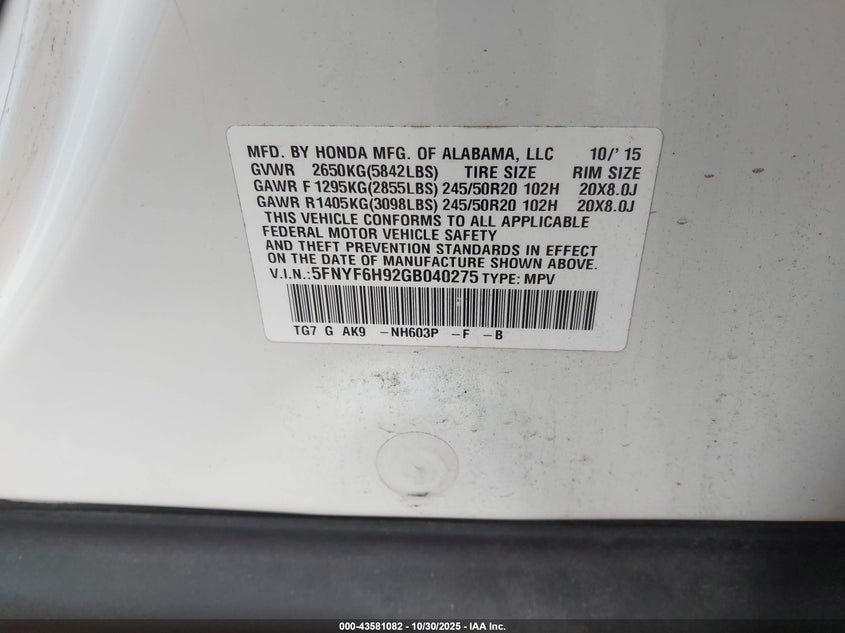 MFD. BY HONDA MFG. OF ALABAMA, LLC 10/' 15
GVWR 2650KG(5842LBS) TIRE SIZE RIM SIZE
GAWR F 1295KG(2855LBS) 245/50R20 102H 20X8.0J
GAWR R1405KG(3098LBS) 245/50R20 102H 20X8.0J
THIS VEHICLE CONFORMS TO ALL APPLICABLE
FEDERAL MOTOR VEHICLE SAFETY
AND THEFT PREVENTION STANDARDS IN EFFECT
ON THE DATE OF MANUFACTURE SHOWN ABOVE.
V.I.N.:5FNYF6H92GB040275 TYPE: MPV
TG7 G AK9 -NH603P -F -B
000-43581082 - 10/30/2025 - IAA Inc.